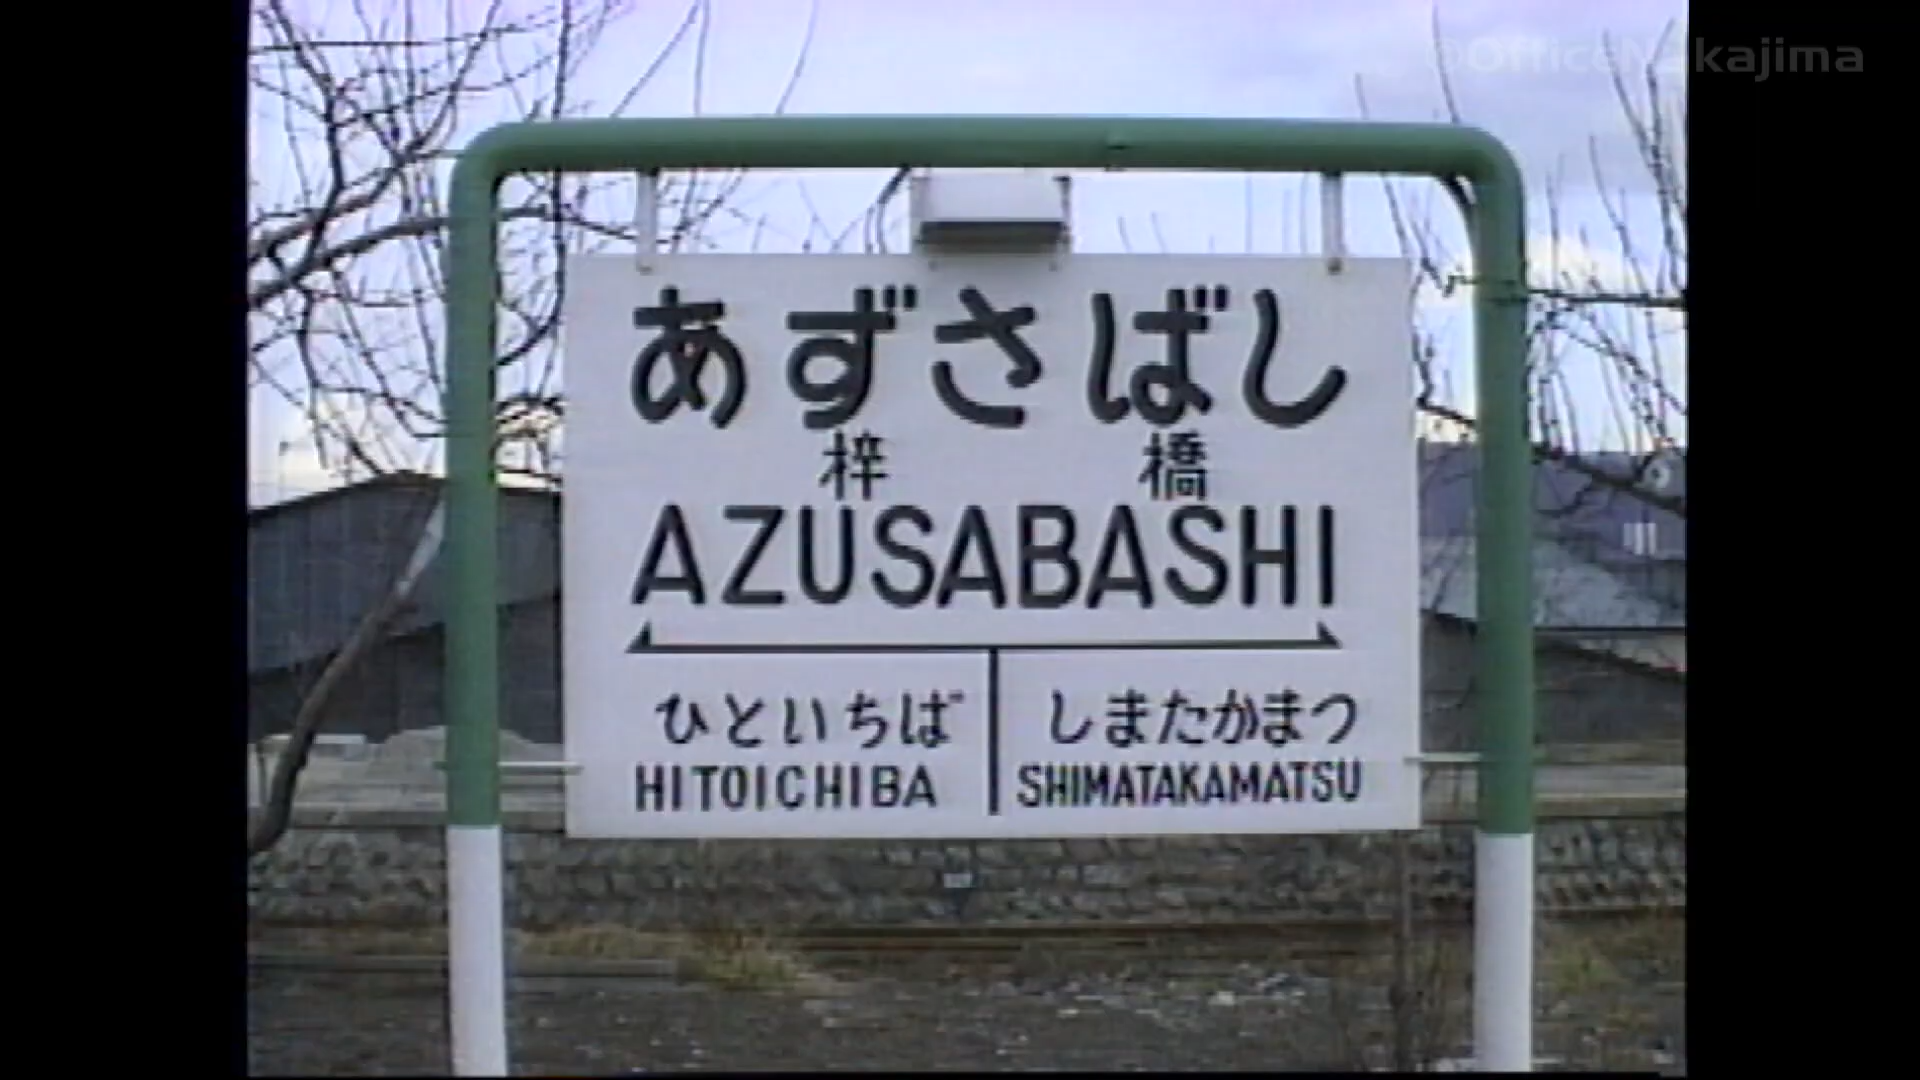 ©OfficeNakajima
あずさばし
梓 橋
AZUSABASHI
ひといちば しまたかまつ
HITOICHIBA SHIMATAKAMATSU